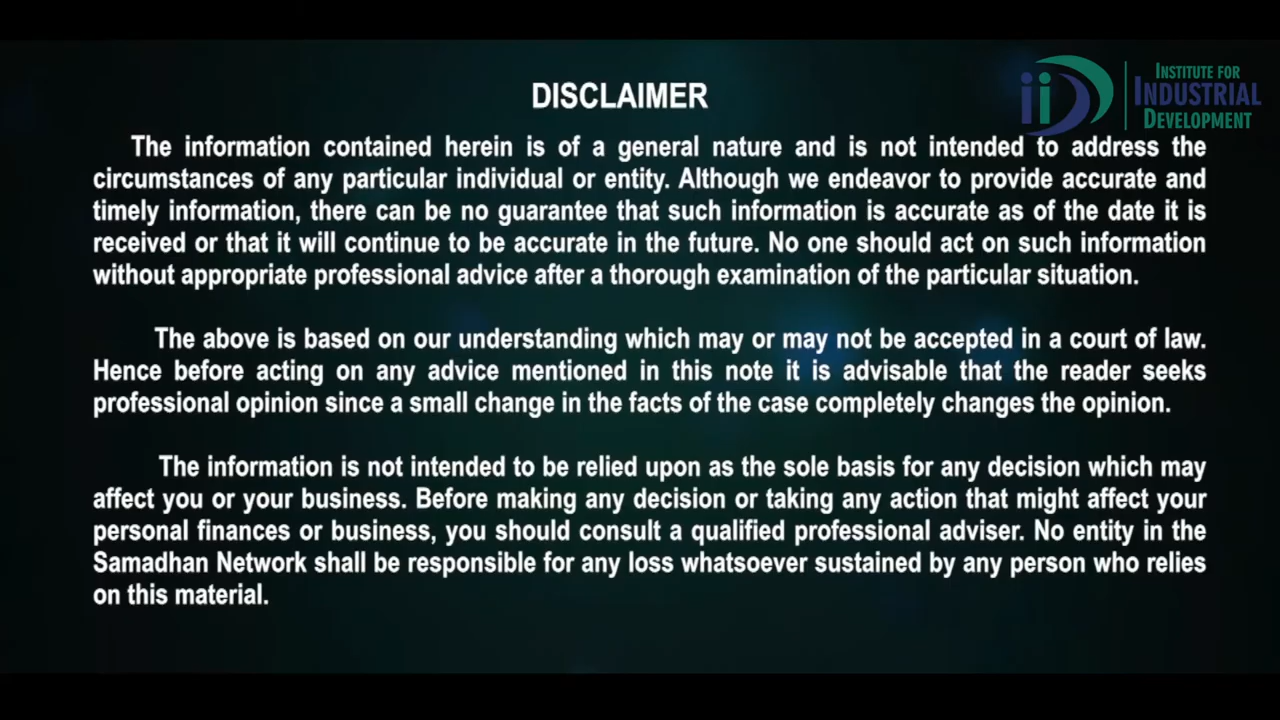 INSTITUTE FOR
INDUSTRIAL
DEVELOPMENT
iiD
DISCLAIMER
The information contained herein is of a general nature and is not intended to address the
circumstances of any particular individual or entity. Although we endeavor to provide accurate and
timely information, there can be no guarantee that such information is accurate as of the date it is
received or that it will continue to be accurate in the future. No one should act on such information
without appropriate professional advice after a thorough examination of the particular situation.
The above is based on our understanding which may or may not be accepted in a court of law.
Hence before acting on any advice mentioned in this note it is advisable that the reader seeks
professional opinion since a small change in the facts of the case completely changes the opinion.
The information is not intended to be relied upon as the sole basis for any decision which may
affect you or your business. Before making any decision or taking any action that might affect your
personal finances or business, you should consult a qualified professional adviser. No entity in the
Samadhan Network shall be responsible for any loss whatsoever sustained by any person who relies
on this material.